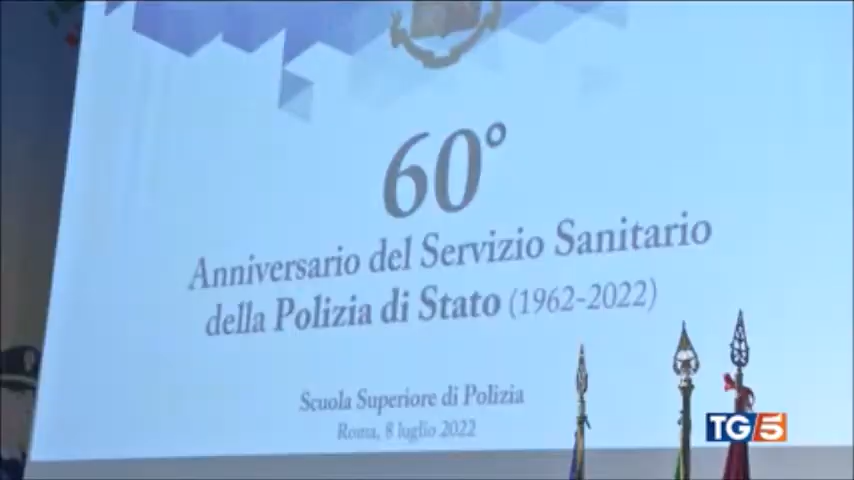 60°
Anniversario del Servizio Sanitario
della Polizia di Stato (1962-2022)
Scuola Superiore di Polizia
Roma, 8 luglio 2022
TG5